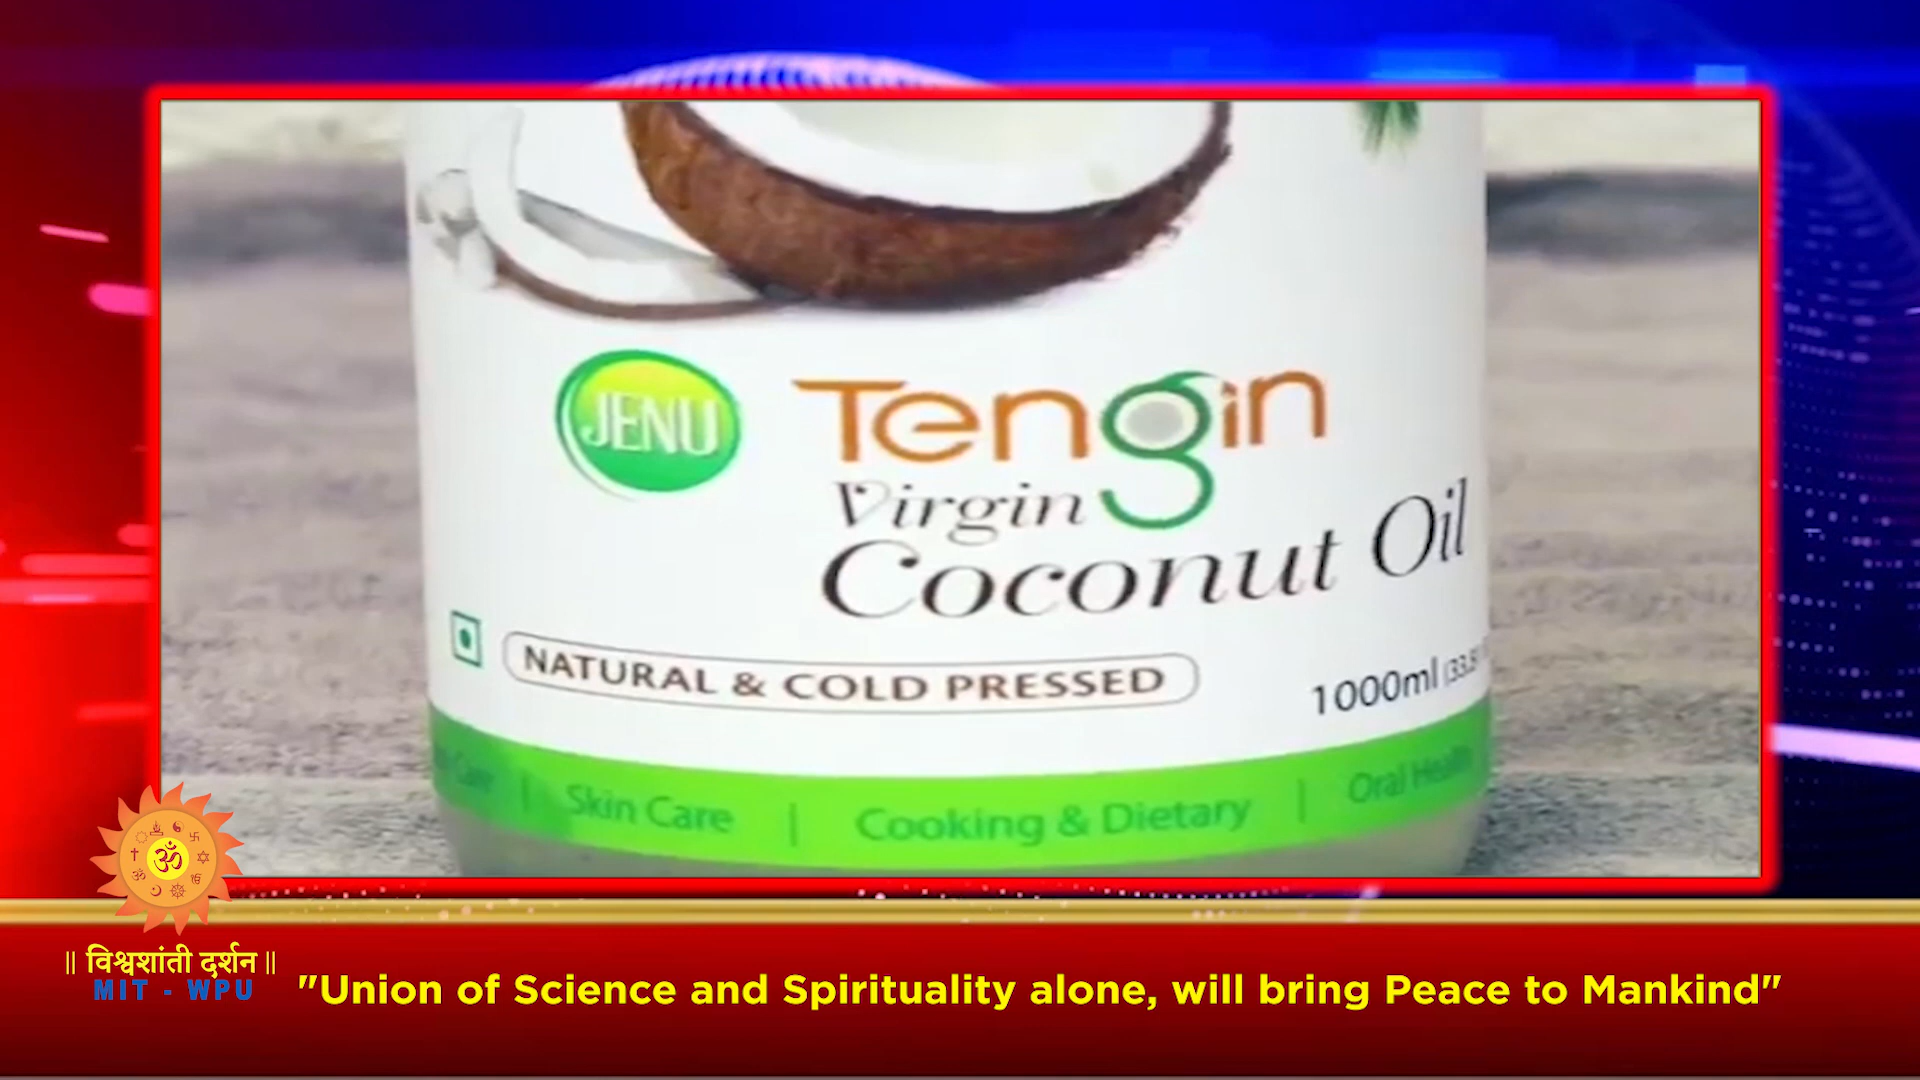 JENU
Tengin
Virgin
Coconut Oil
NATURAL & COLD PRESSED
1000ml
Care | Skin Care | Cooking & Dietary | Oral Health
ॐ
|| विश्वशांती दर्शन ||
MIT - WPU
"Union of Science and Spirituality alone, will bring Peace to Mankind"